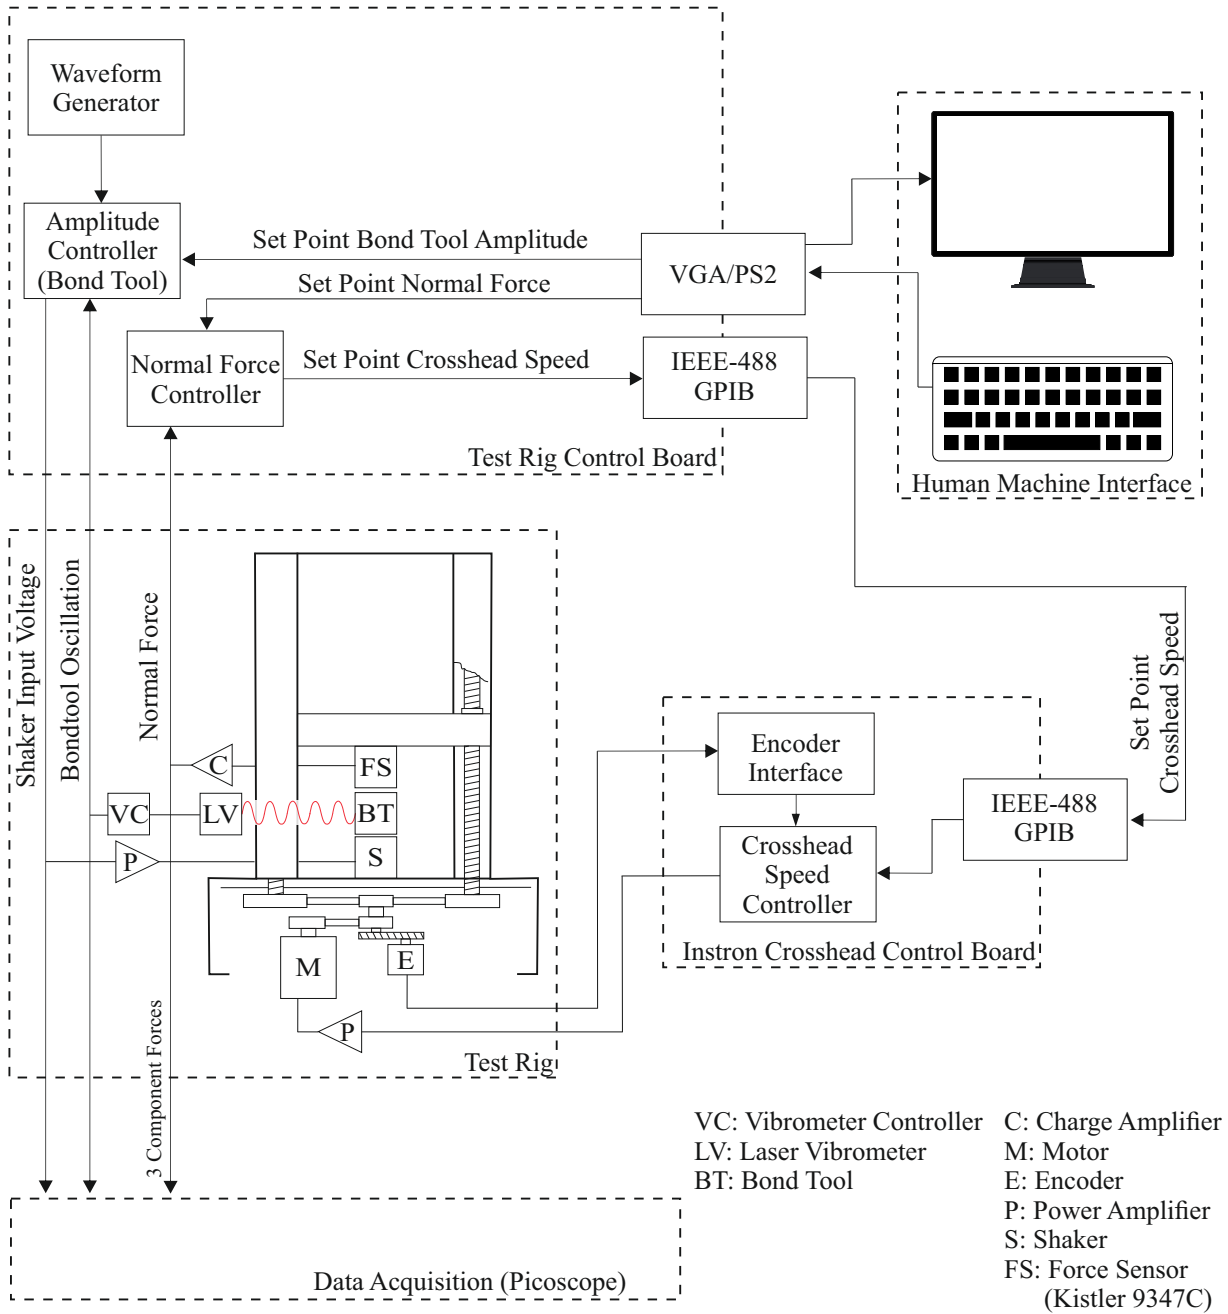 Waveform
Generator
Amplitude
Controller
(Bond Tool)
Set Point Bond Tool Amplitude
Set Point Normal Force
VGA/PS2
Normal Force
Controller
Set Point Crosshead Speed
IEEE-488
GPIB
Test Rig Control Board
Human Machine Interface
Shaker Input Voltage
Bondtool Oscillation
Normal Force
3 Component Forces
C
FS
VC
LV
BT
P
S
M
E
P
Test Rig
Set Point
Crosshead Speed
Encoder
Interface
IEEE-488
GPIB
Crosshead
Speed
Controller
Instron Crosshead Control Board
Data Acquisition (Picoscope)
VC: Vibrometer Controller
LV: Laser Vibrometer
BT: Bond Tool
C: Charge Amplifier
M: Motor
E: Encoder
P: Power Amplifier
S: Shaker
FS: Force Sensor
(Kistler 9347C)